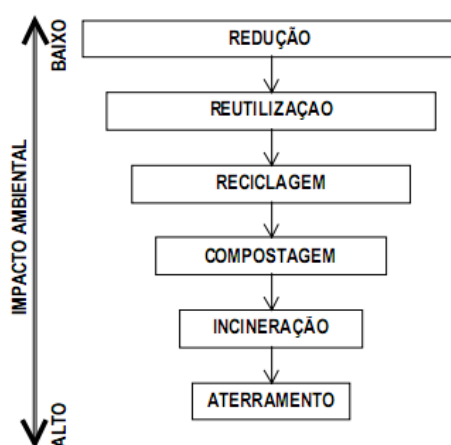 BAIXO
REDUÇÃO
REUTILIZAÇAO
RECICLAGEM
IMPACTO AMBIENTAL
COMPOSTAGEM
INCINERAÇÃO
ATERRAMENTO
ALTO